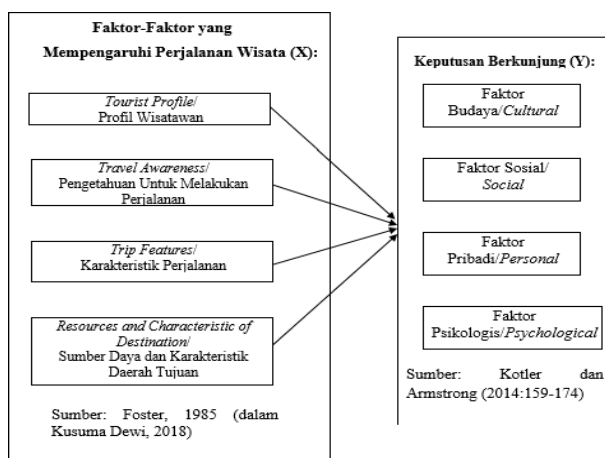 Faktor-Faktor yang
Mempengaruhi Perjalanan Wisata (X):
Tourist Profile/
Profil Wisatawan
Travel Awareness/
Pengetahuan Untuk Melakukan
Perjalanan
Trip Features/
Karakteristik Perjalanan
Resources and Characteristic of
Destination/
Sumber Daya dan Karakteristik
Daerah Tujuan
Sumber: Foster, 1985 (dalam
Kusuma Dewi, 2018)
Keputusan Berkunjung (Y):
Faktor
Budaya/Cultural
Faktor Sosial/
Social
Faktor
Pribadi/Personal
Faktor
Psikologis/Psychological
Sumber: Kotler dan
Armstrong (2014:159-174)